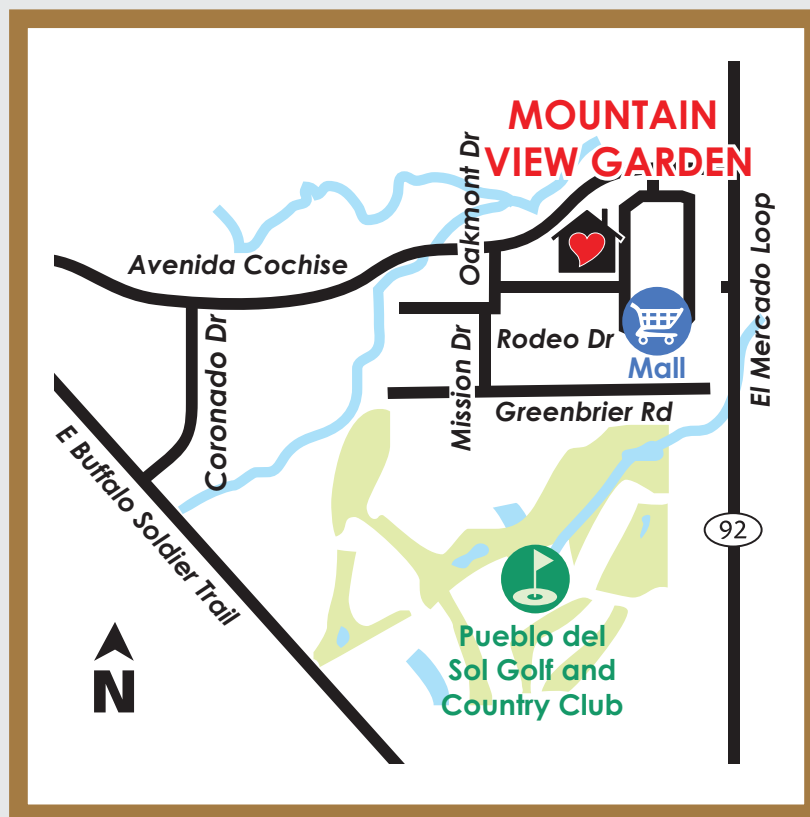 MOUNTAIN
VIEW GARDEN
Oakmont Dr
Avenida Cochise
El Mercado Loop
Coronado Dr
Mission Dr
Rodeo Dr
Mall
Greenbrier Rd
E Buffalo Soldier Trail
92
Pueblo del
Sol Golf and
Country Club
N